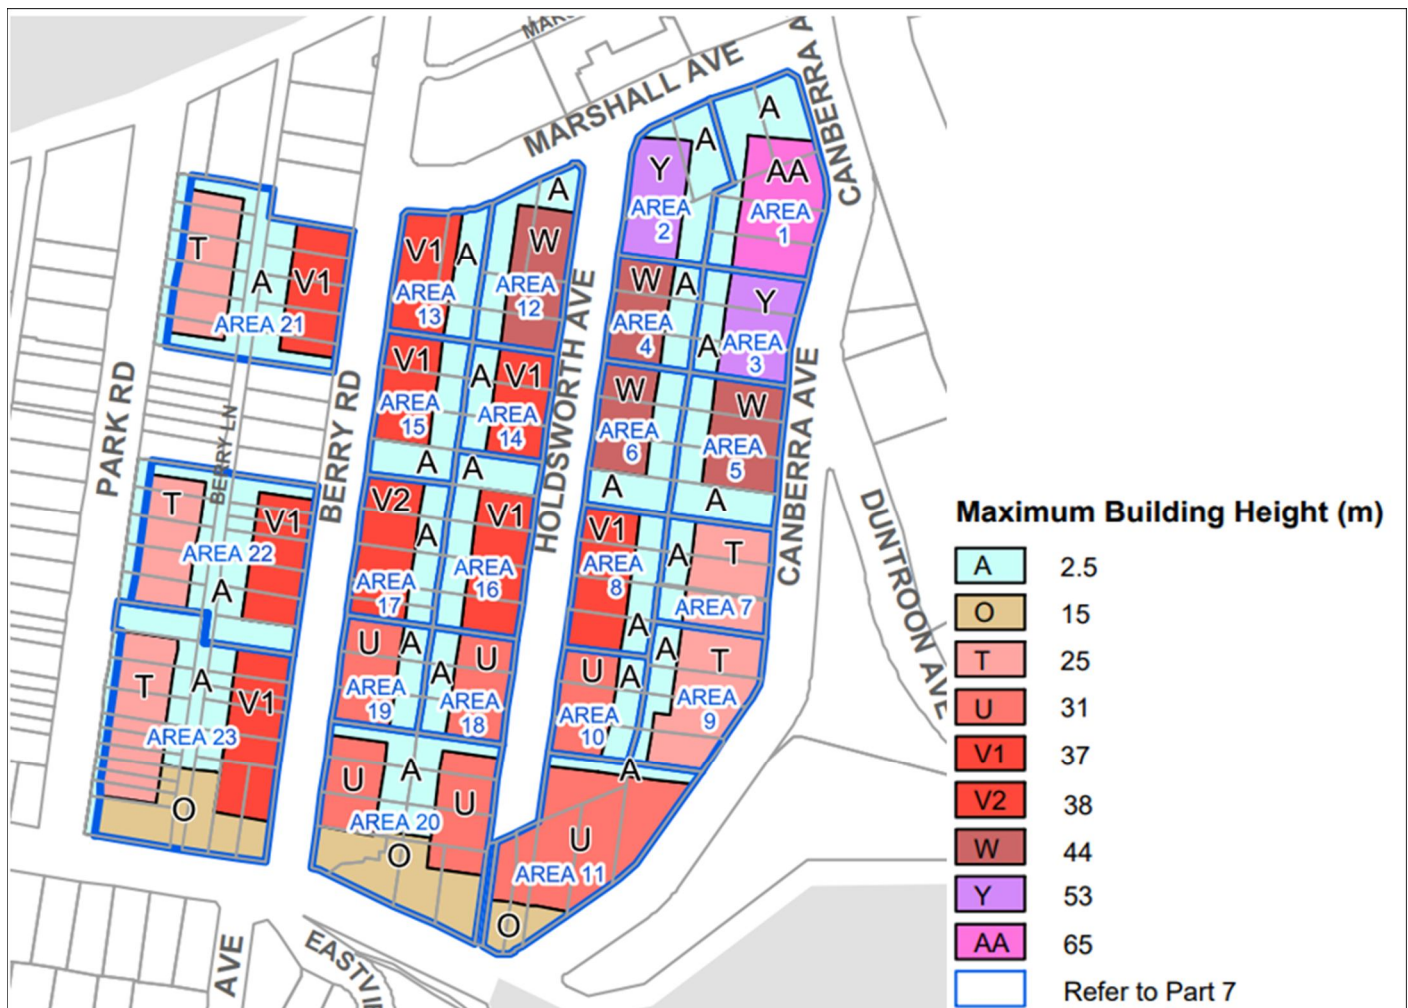 MARSHALL AVE
CANBERRA A
A
A
Y
AA
AREA
2
AREA
1
A
W
AREA
12
V1
A
AREA
13
T
A
V1
AREA 21
W
A
AREA
4
Y
A
AREA
3
V1
AREA
15
A
V1
AREA
14
W
AREA
6
W
AREA
5
PARK RD
BERRY LN
BERRY RD
HOLDSWORTH AVE
CANBERRA AVE
DUNTROON AVE
A
A
A
A
T
V1
AREA 22
A
V2
A
AREA
17
V1
AREA
16
V1
AREA
8
A
A
T
AREA 7
T
A
V1
AREA 23
O
U
A
AREA
19
A
U
AREA
18
U
A
AREA
10
A
T
AREA
9
U
A
U
AREA 20
O
A
U
AREA 11
O
AVE
EASTVI
Maximum Building Height (m)
A 2.5
O 15
T 25
U 31
V1 37
V2 38
W 44
Y 53
AA 65
Refer to Part 7